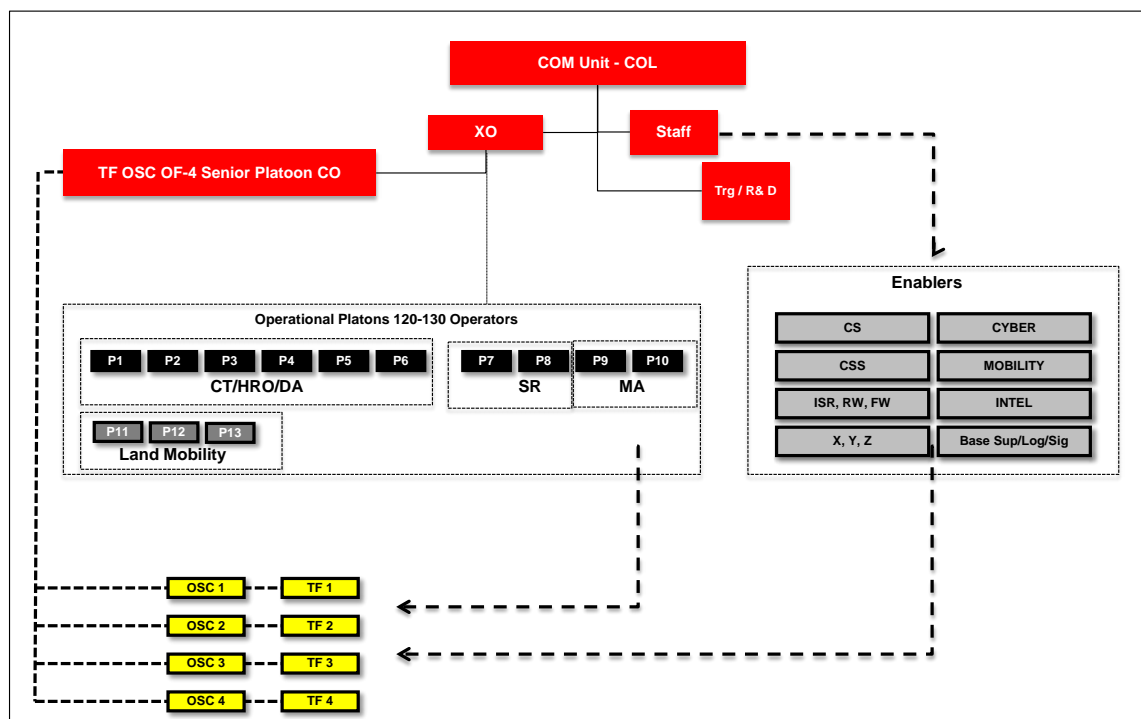 COM Unit - COL
XO
Staff
TF OSC OF-4 Senior Platoon CO
Trg / R& D
Enablers
Operational Platons 120-130 Operators
CS
CYBER
P1
P2
P3
P4
P5
P6
P7
P8
P9
P10
CSS
MOBILITY
CT/HRO/DA
SR
MA
ISR, RW, FW
INTEL
P11
P12
P13
X, Y, Z
Base Sup/Log/Sig
Land Mobility
OSC 1
TF 1
OSC 2
TF 2
OSC 3
TF 3
OSC 4
TF 4